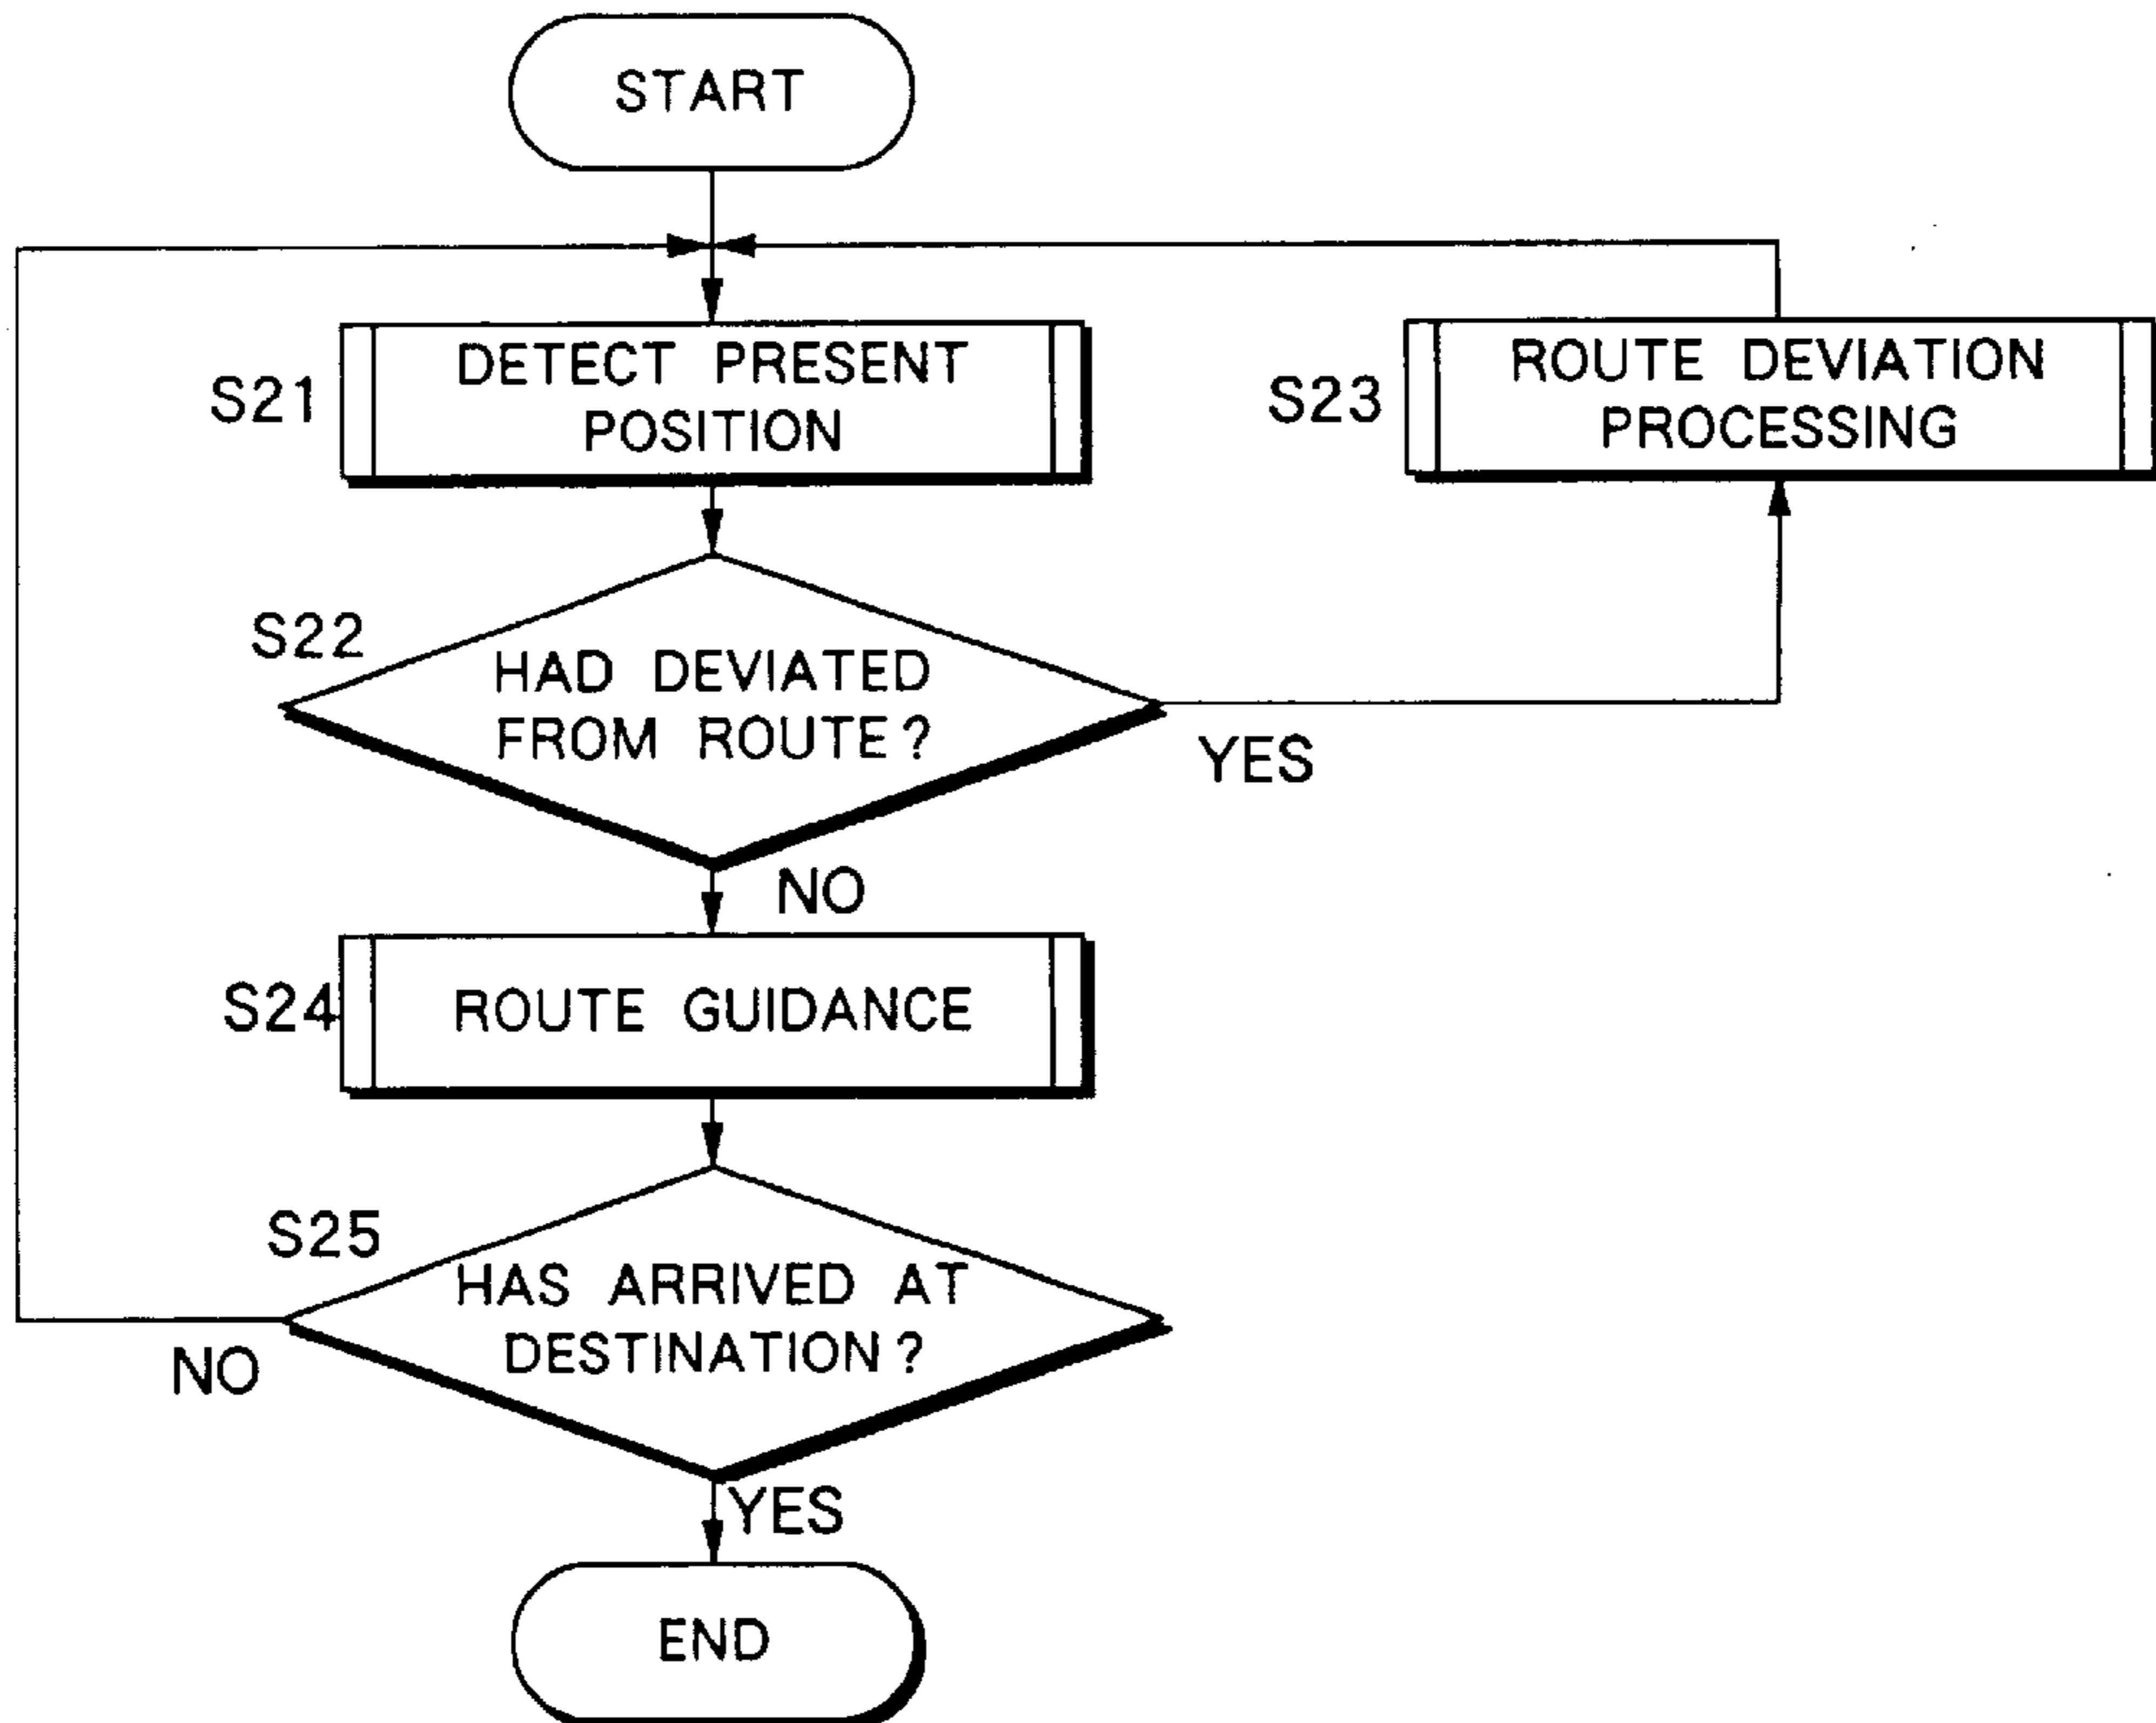 START
S21
DETECT PRESENT
POSITION
S23
ROUTE DEVIATION
PROCESSING
S22
HAD DEVIATED
FROM ROUTE?
YES
NO
S24
ROUTE GUIDANCE
S25
HAS ARRIVED AT
DESTINATION?
NO
YES
END